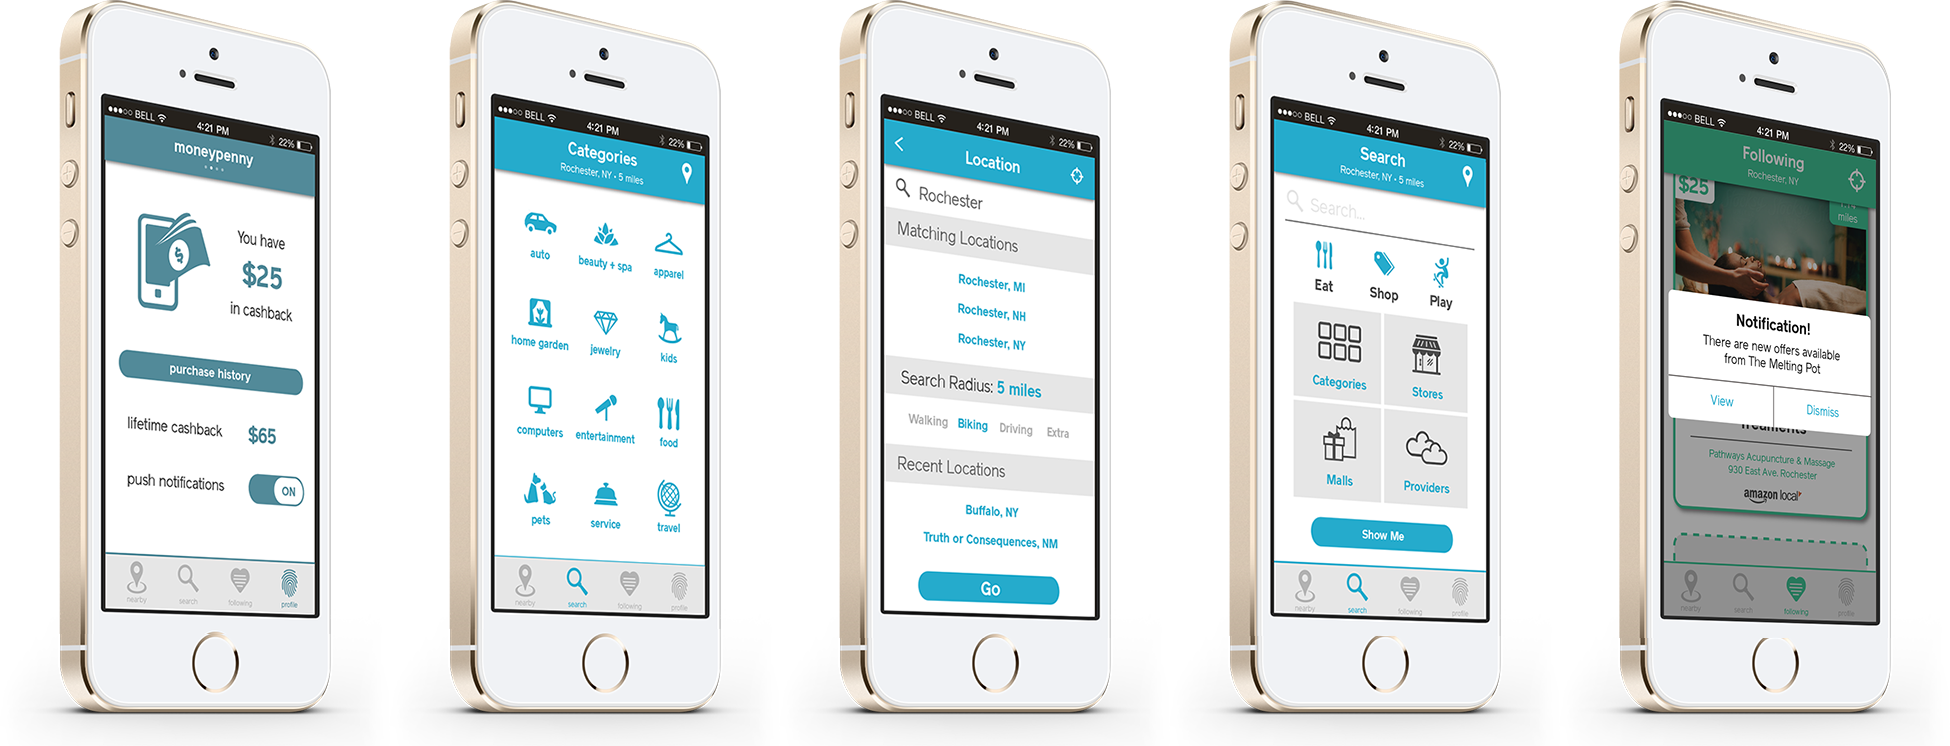 BELL
4:21 PM
22%
moneypenny
You have
$25
in cashback
purchase history
lifetime cashback
$65
push notifications
ON
nearby
search
following
profile
BELL
4:21 PM
22%
Categories
Rochester, NY • 5 miles
auto
beauty + spa
apparel
home garden
jewelry
kids
computers
entertainment
food
pets
service
travel
nearby
search
following
profile
BELL
4:21 PM
22%
Location
Rochester
Matching Locations
Rochester, MI
Rochester, NH
Rochester, NY
Search Radius: 5 miles
Walking
Biking
Driving
Extra
Recent Locations
Buffalo, NY
Truth or Consequences, NM
Go
BELL
4:21 PM
22%
Search
Rochester, NY • 5 miles
Search...
Eat
Shop
Play
Categories
Stores
Malls
Providers
Show Me
nearby
search
following
profile
BELL
4:21 PM
22%
Following
Rochester, NY
$25
miles
Notification!
There are new offers available
from The Melting Pot
View
Dismiss
Pathways Acupuncture & Massage
930 East Ave. Rochester
amazon local
nearby
search
following
profile